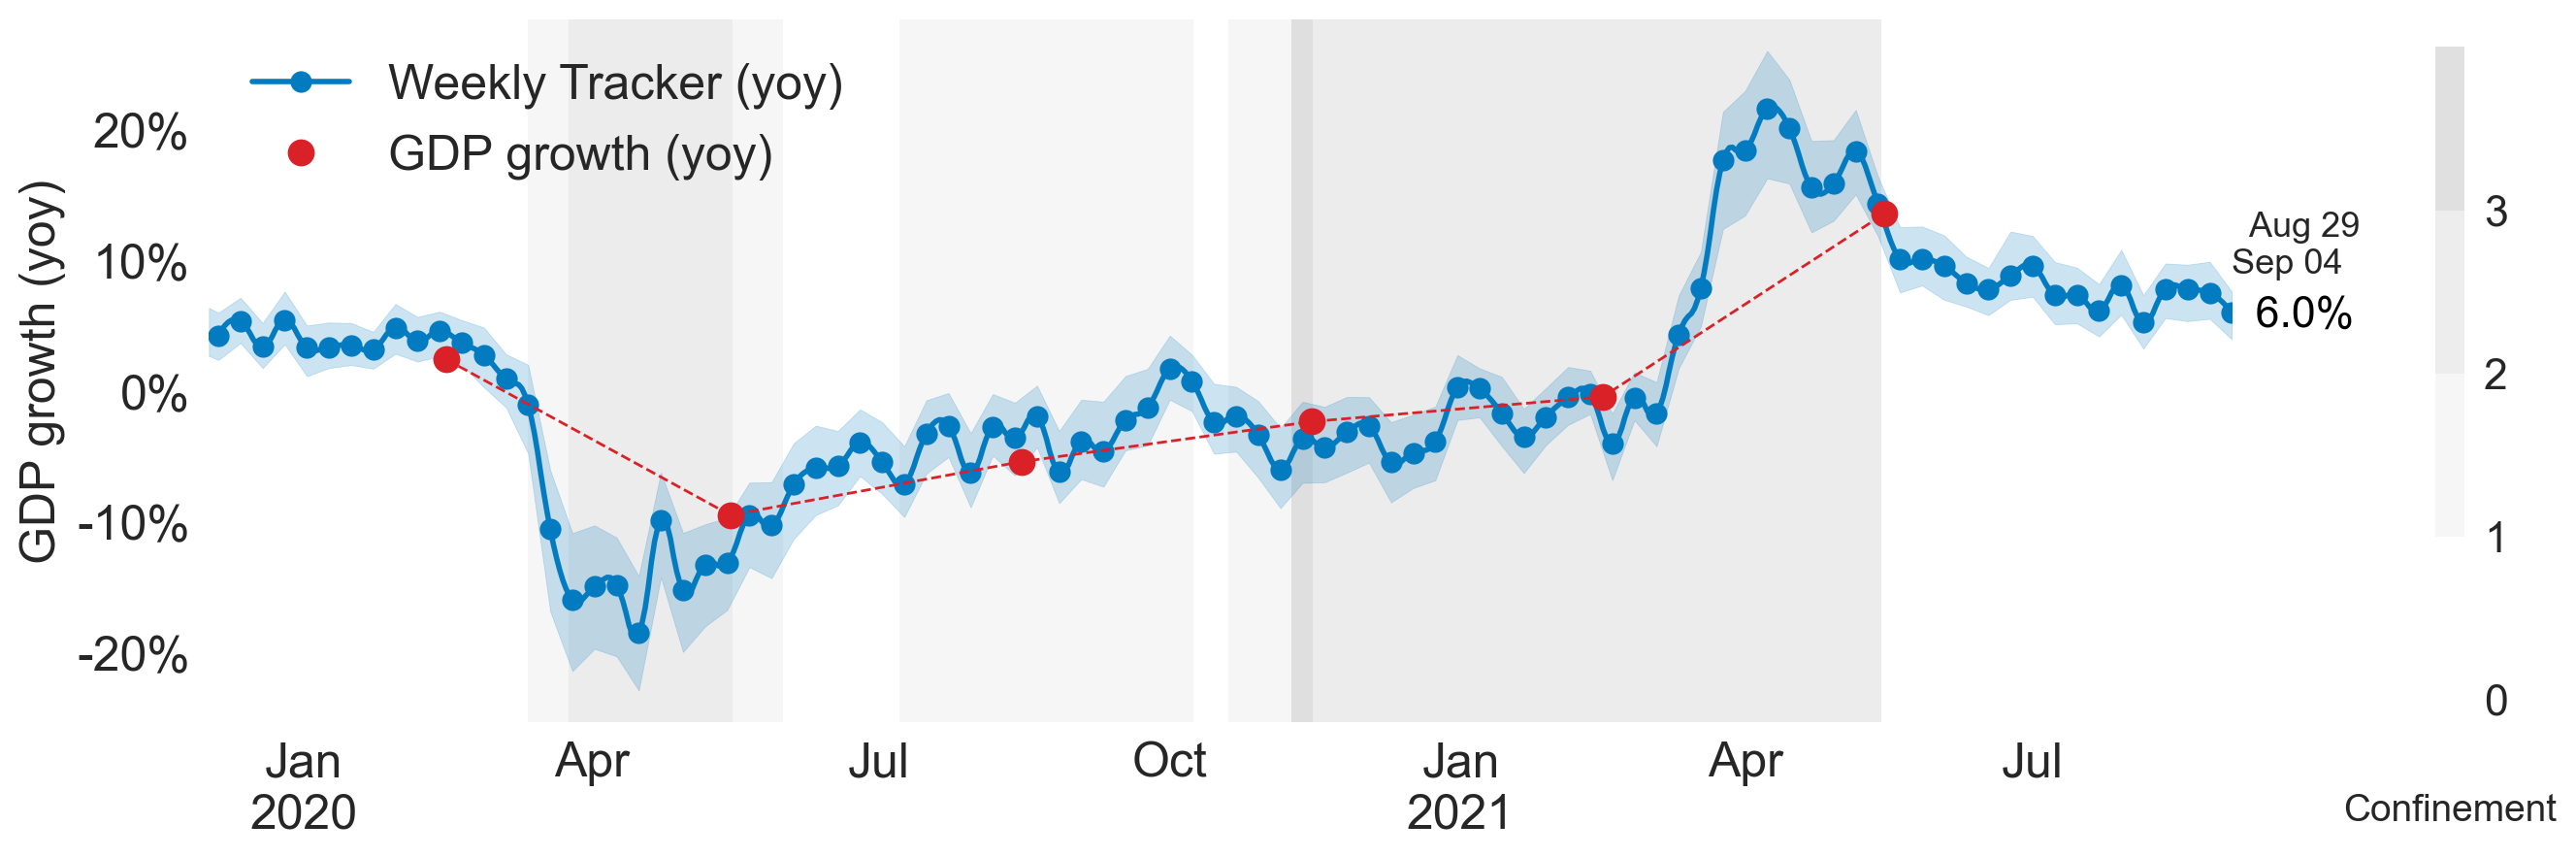 Weekly Tracker (yoy)
GDP growth (yoy)
GDP growth (yoy)
20%
10%
0%
-10%
-20%
Jan
2020
Apr
Jul
Oct
Jan
2021
Apr
Jul
Aug 29
Sep 04
6.0%
3
2
1
0
Confinement